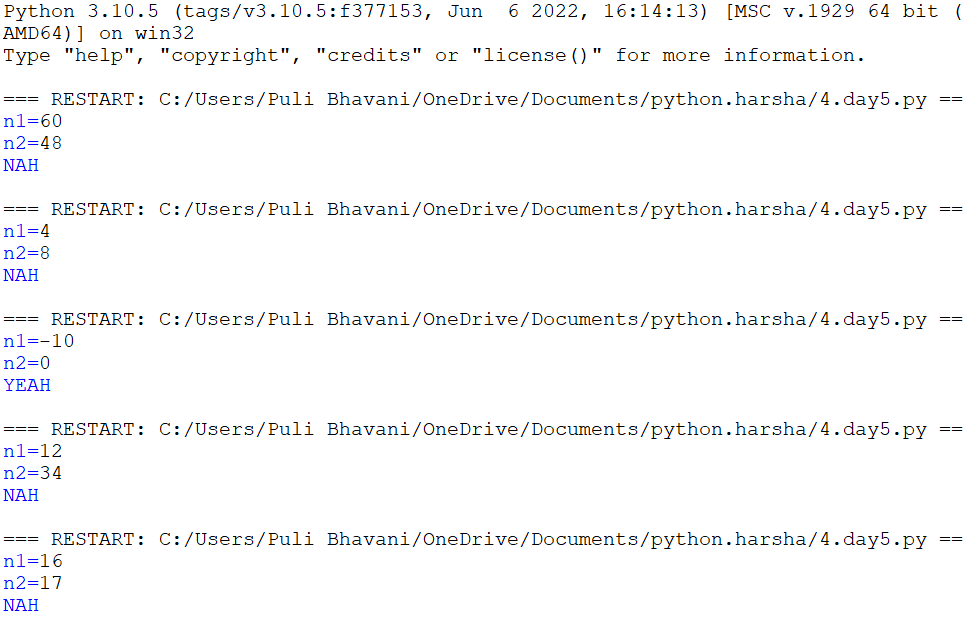 Python 3.10.5 (tags/v3.10.5:f377153, Jun  6 2022, 16:14:13) [MSC v.1929 64 bit (
AMD64)] on win32
Type "help", "copyright", "credits" or "license()" for more information.
=== RESTART: C:/Users/Puli Bhavani/OneDrive/Documents/python.harsha/4.day5.py ==
n1=60
n2=48
NAH
=== RESTART: C:/Users/Puli Bhavani/OneDrive/Documents/python.harsha/4.day5.py ==
n1=4
n2=8
NAH
=== RESTART: C:/Users/Puli Bhavani/OneDrive/Documents/python.harsha/4.day5.py ==
n1=-10
n2=0
YEAH
=== RESTART: C:/Users/Puli Bhavani/OneDrive/Documents/python.harsha/4.day5.py ==
n1=12
n2=34
NAH
=== RESTART: C:/Users/Puli Bhavani/OneDrive/Documents/python.harsha/4.day5.py ==
n1=16
n2=17
NAH